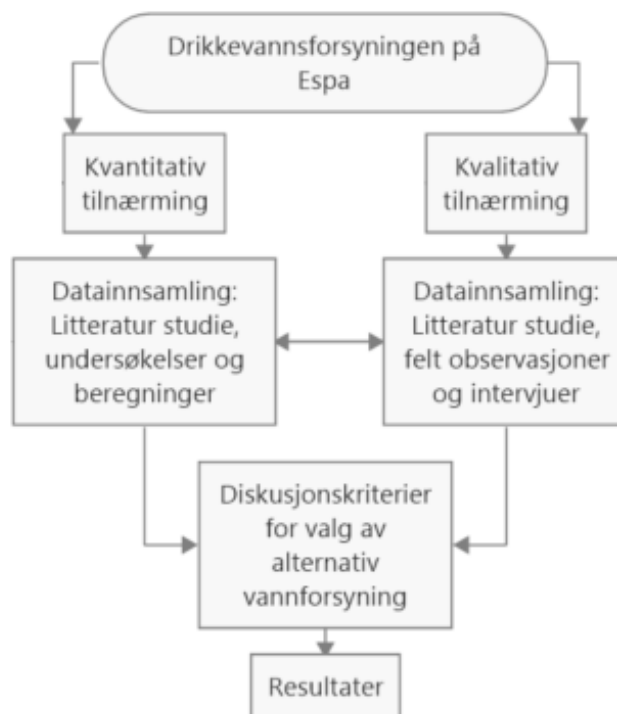 Drikkevannsforsyningen på
Espa
Kvantitativ
tilnærming
Kvalitativ
tilnærming
Datainnsamling:
Litteratur studie,
undersøkelser og
beregninger
Datainnsamling:
Litteratur studie,
felt observasjoner
og intervjuer
Diskusjonskriterier
for valg av
alternativ
vannforsyning
Resultater